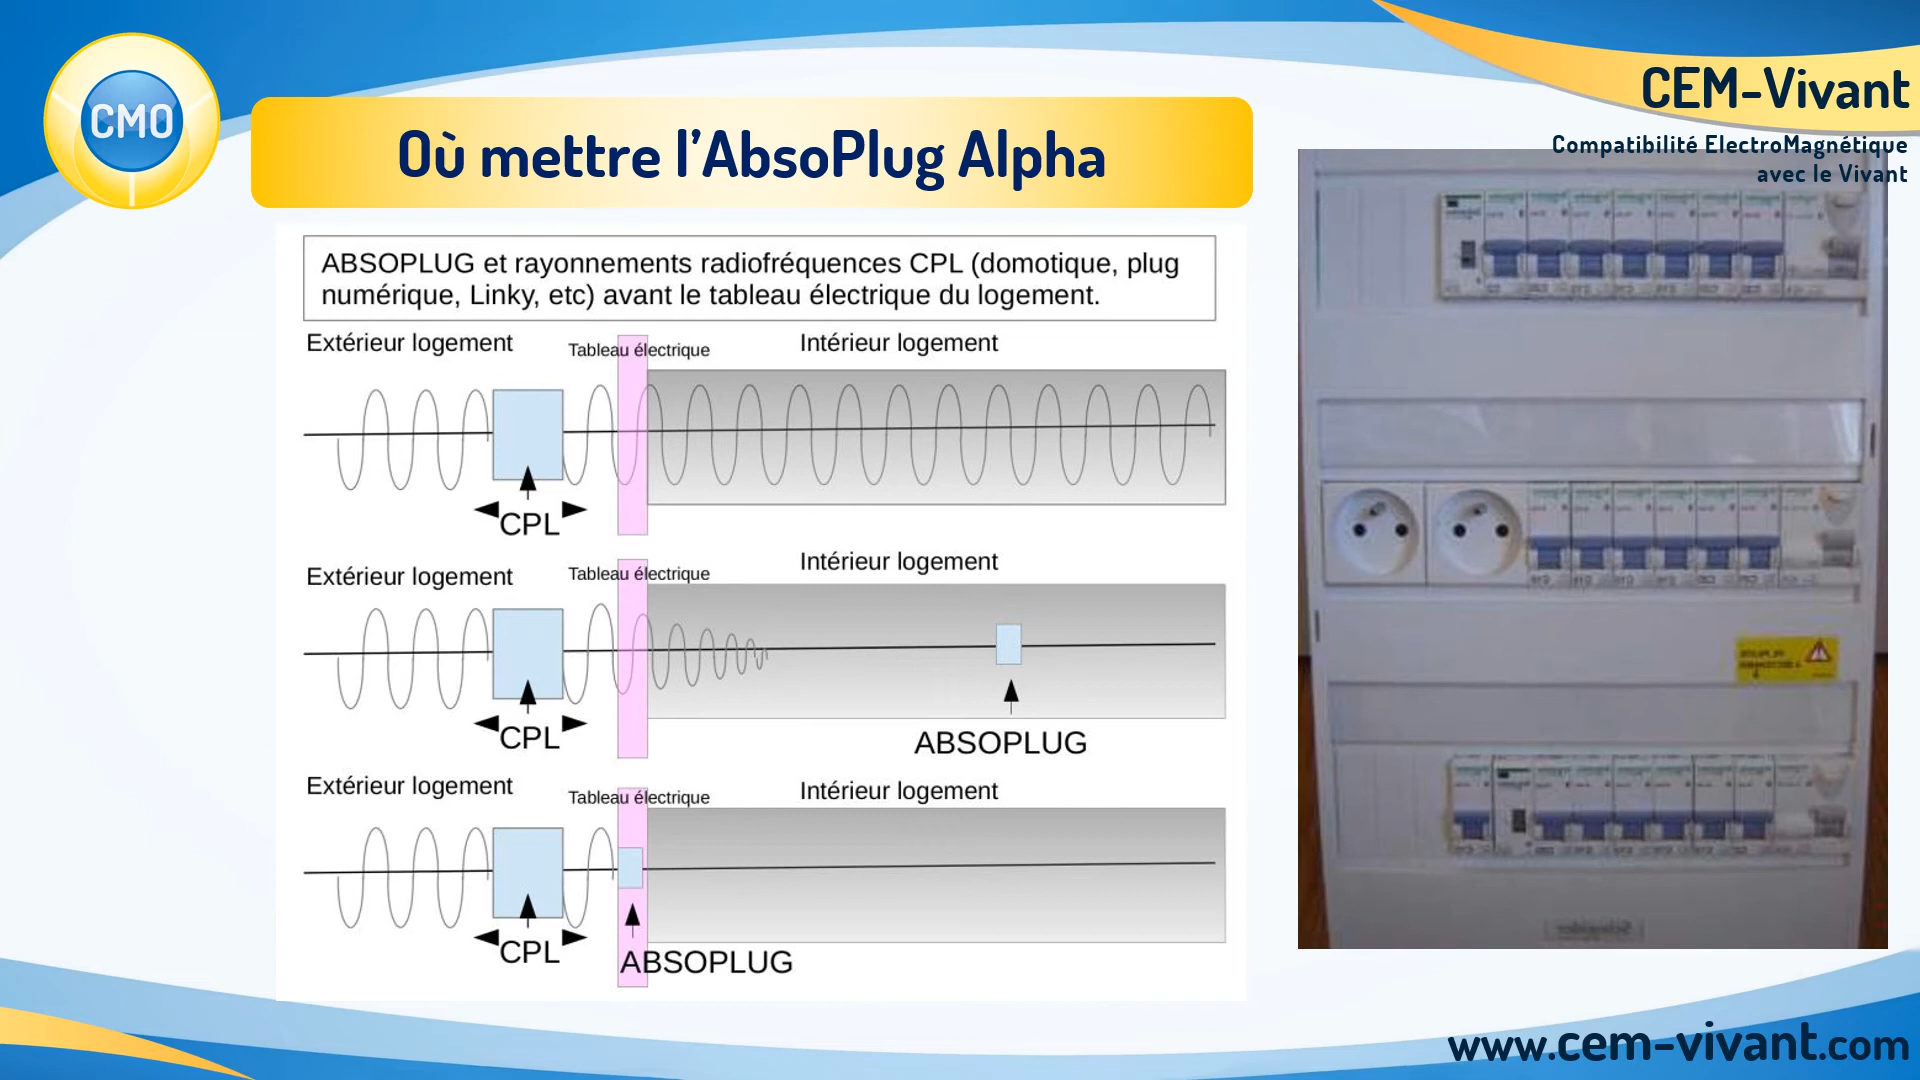 CMO
Où mettre l’AbsoPlug Alpha
CEM-Vivant
Compatibilité ElectroMagnétique
avec le Vivant
ABSOPLUG et rayonnements radiofréquences CPL (domotique, plug
numérique, Linky, etc) avant le tableau électrique du logement.
Extérieur logement
Tableau électrique
Intérieur logement
CPL
Extérieur logement
Tableau électrique
Intérieur logement
CPL
ABSOPLUG
Extérieur logement
Tableau électrique
Intérieur logement
CPL
ABSOPLUG
Schneider
www.cem-vivant.com